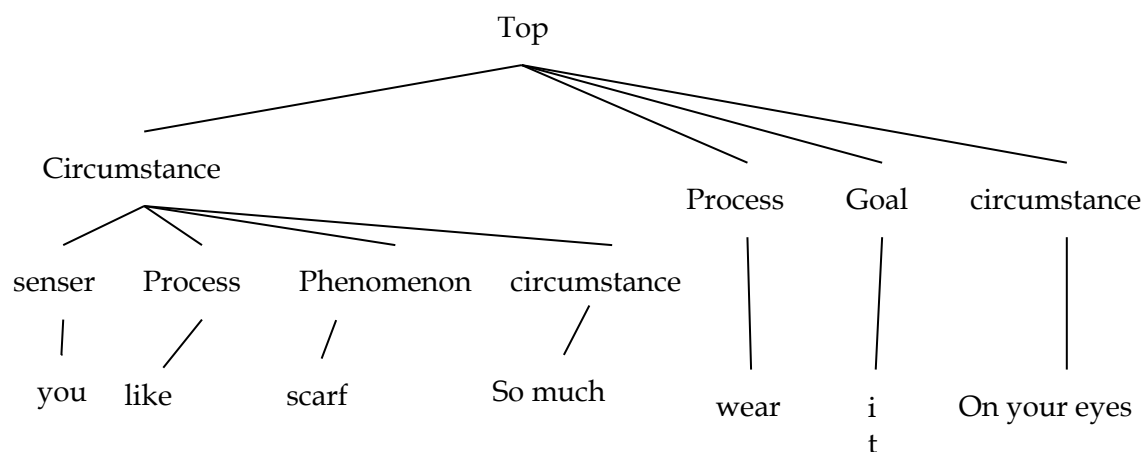 Top
Circumstance
Process Goal circumstance
senser Process Phenomenon circumstance
you like scarf So much
wear i On your eyes
t